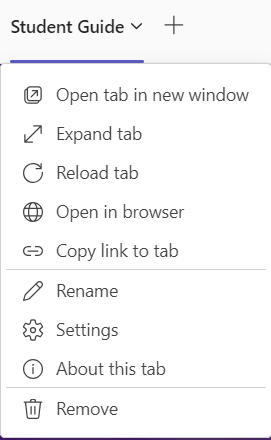 Student Guide
Open tab in new window
Expand tab
Reload tab
Open in browser
Copy link to tab
Rename
Settings
About this tab
Remove